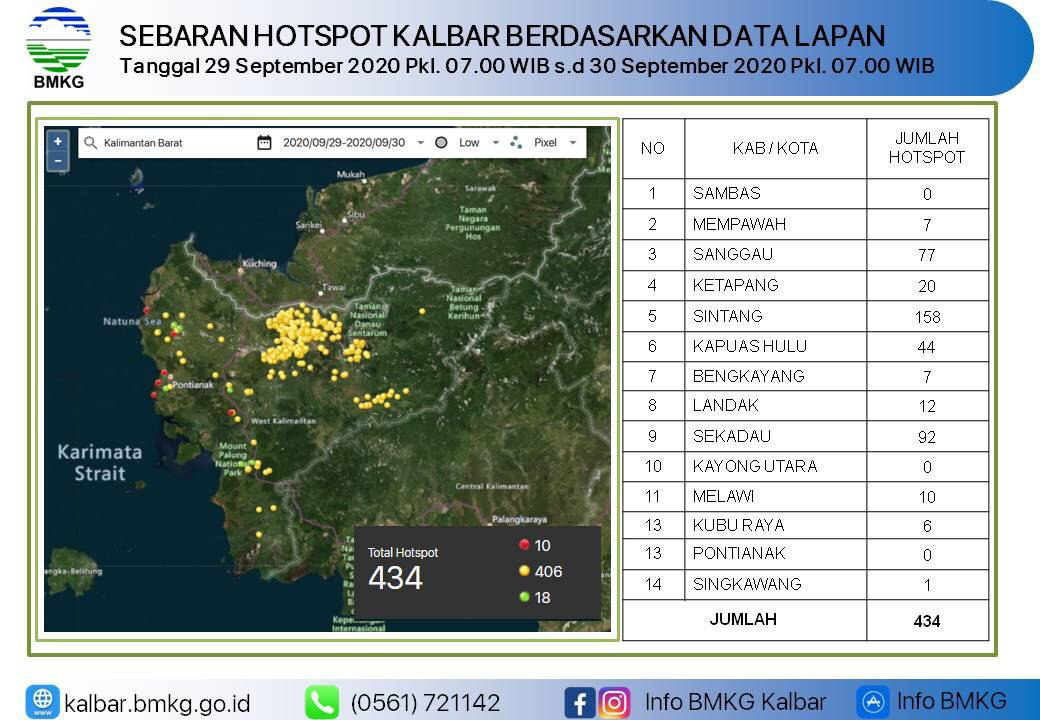 BMKG
SEBARAN HOTSPOT KALBAR BERDASARKAN DATA LAPAN
Tanggal 29 September 2020 Pkl. 07.00 WIB s.d 30 September 2020 Pkl. 07.00 WIB
+
-
Kalimantan Barat
2020/09/29-2020/09/30
Low
Pixel
Mukah
Sarawak
Sibu
Sarikei
Taman
Negara
Pergunungan
Hos
Kuching
Tawai
Taman
Nasional
Danau
Sentarum
Taman
Nasional
Betung
Kerihun
Natuna Sea
Pontianak
West Kalimantan
Karimata
Strait
Mount
Palung
National
Park
Central Kalimantan
Palangkaraya
angka-Belitung
Internasional
Total Hotspot
434
10
406
18
NO KAB / KOTA JUMLAH HOTSPOT
1 SAMBAS 0
2 MEMPAWAH 7
3 SANGGAU 77
4 KETAPANG 20
5 SINTANG 158
6 KAPUAS HULU 44
7 BENGKAYANG 7
8 LANDAK 12
9 SEKADAU 92
10 KAYONG UTARA 0
11 MELAWI 10
13 KUBU RAYA 6
13 PONTIANAK 0
14 SINGKAWANG 1
JUMLAH 434
kalbar.bmkg.go.id (0561) 721142 Info BMKG Kalbar Info BMKG